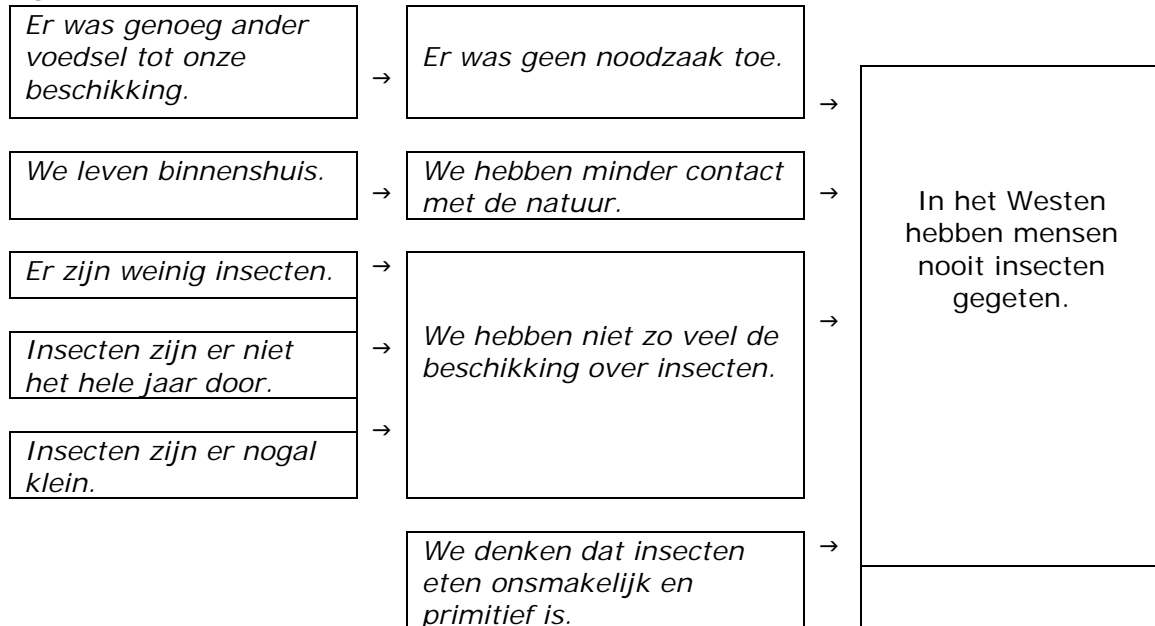 Er was genoeg ander
voedsel tot onze
beschikking.
→
Er was geen noodzaak toe.
→
We leven binnenshuis.
→
We hebben minder contact
met de natuur.
→
Er zijn weinig insecten.
→
Insecten zijn er niet
het hele jaar door.
→
Insecten zijn er nogal
klein.
→
We hebben niet zo veel de
beschikking over insecten.
→
We denken dat insecten
eten onsmakelijk en
primitief is.
→
In het Westen
hebben mensen
nooit insecten
gegeten.